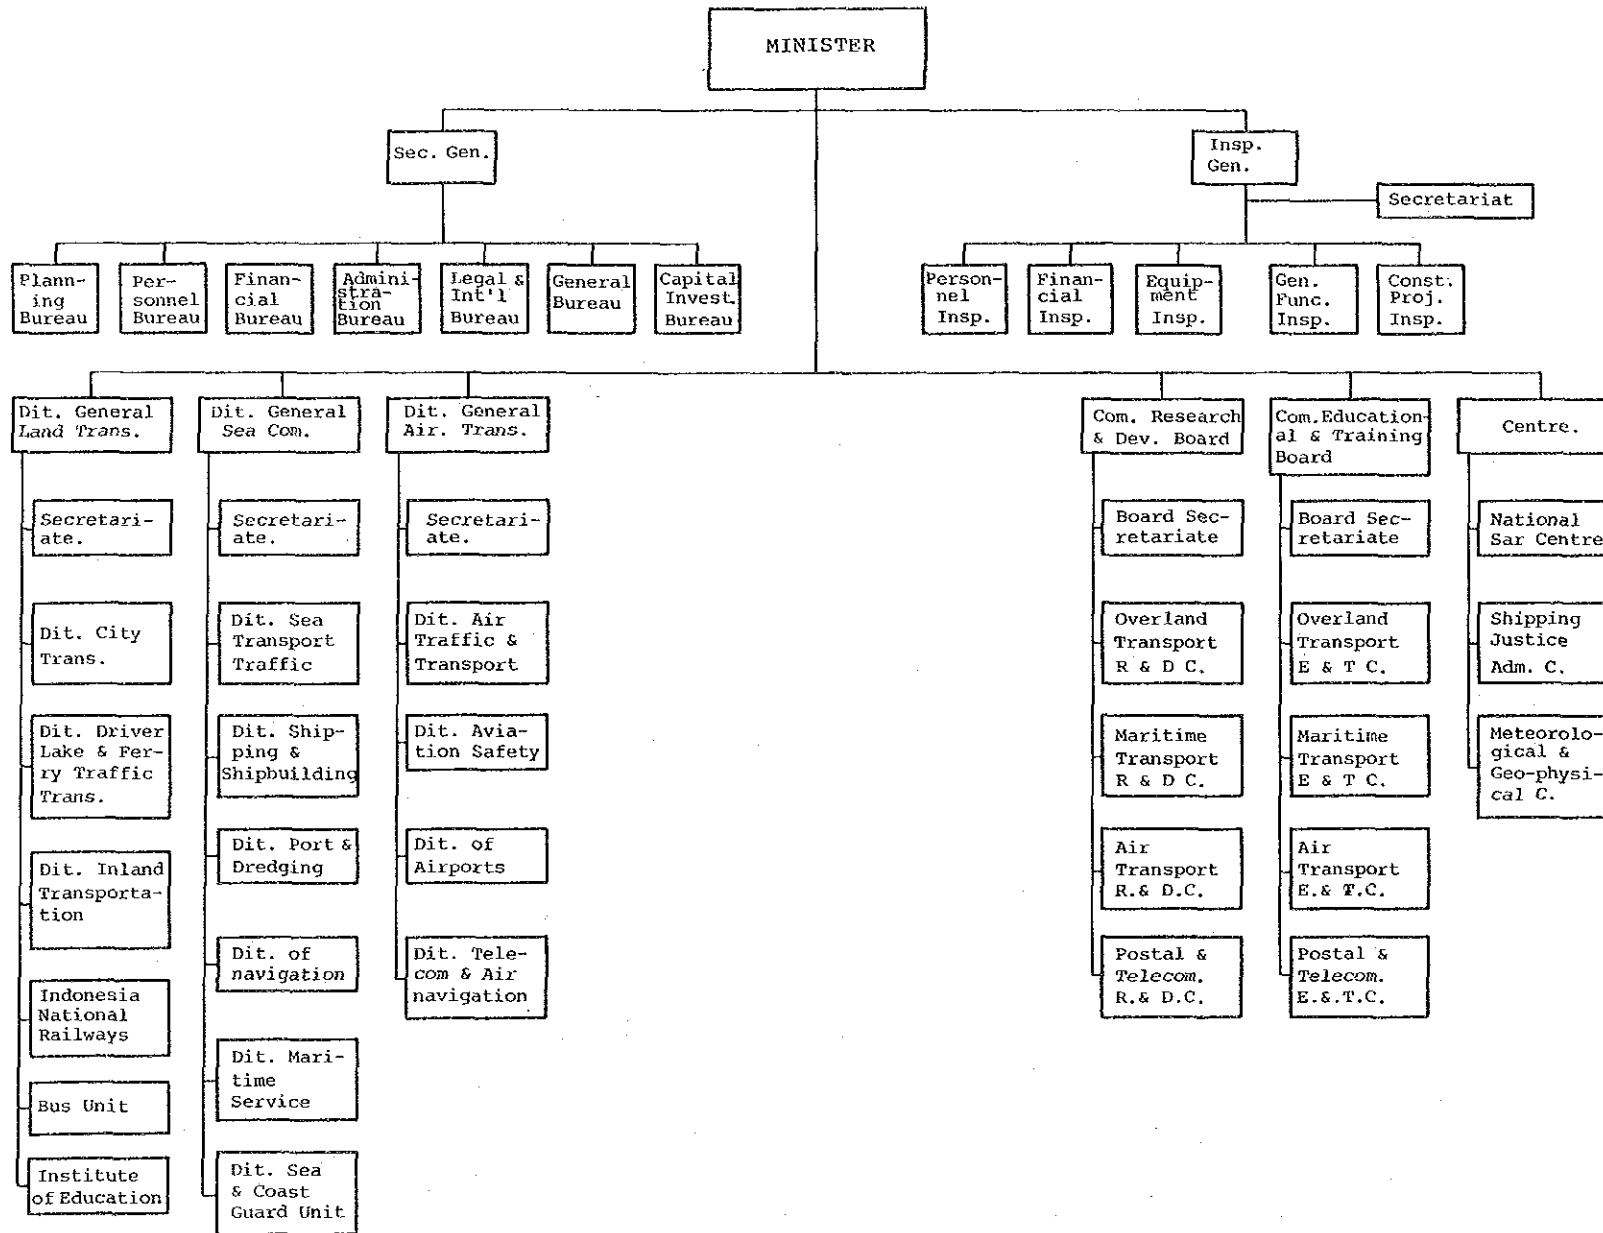 MINISTER
Sec. Gen.
Insp.
Gen.
Secretariat
Plann-
ing
Bureau
Per-
sonnel
Bureau
Finan-
cial
Bureau
Admini-
stra-
tion
Bureau
Legal &
Int'l
Bureau
General
Bureau
Capital
Invest.
Bureau
Person-
nel
Insp.
Finan-
cial
Insp.
Equip-
ment
Insp.
Gen.
Func.
Insp.
Const.
Proj.
Insp.
Dit. General
Land Trans.
Secretari-
ate.
Dit. City
Trans.
Dit. Driver
Lake & Fer-
ry Traffic
Trans.
Dit. Inland
Transporta-
tion
Indonesia
National
Railways
Bus Unit
Institute
of Education
Dit. General
Sea Com.
Secretari-
ate.
Dit. Sea
Transport
Traffic
Dit. Ship-
ping &
Shipbuilding
Dit. Port &
Dredging
Dit. of
navigation
Dit. Mari-
time
Service
Dit. Sea
& Coast
Guard Unit
Dit. General
Air. Trans.
Secretari-
ate.
Dit. Air
Traffic &
Transport
Dit. Avia-
tion Safety
Dit. of
Airports
Dit. Tele-
com & Air
navigation
Com. Research
& Dev. Board
Board Sec-
retariate
Overland
Transport
R & D C.
Maritime
Transport
R & D C.
Air
Transport
R.& D.C.
Postal &
Telecom.
R.& D.C.
Com.Education-
al & Training
Board
Board Sec-
retariate
Overland
Transport
E & T C.
Maritime
Transport
E & T C.
Air
Transport
E.& T.C.
Postal &
Telecom.
E.&.T.C.
Centre.
National
Sar Centre
Shipping
Justice
Adm. C.
Meteorolo-
gical &
Geo-physi-
cal C.